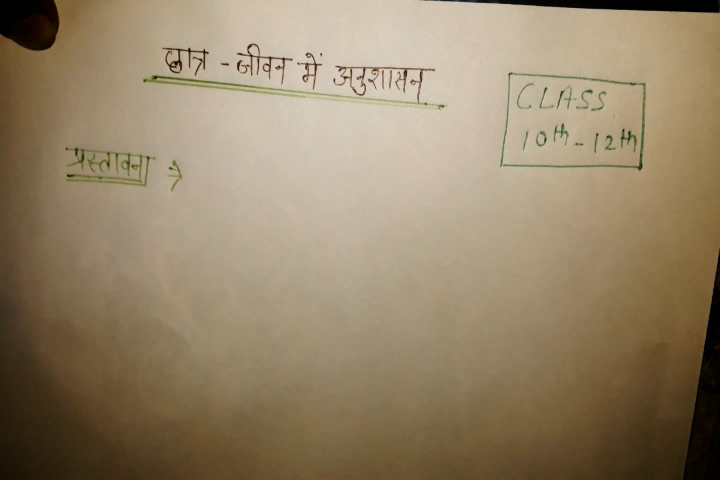 छात्र - जीवन में अनुशासन
CLASS
10th - 12th
प्रस्तावना →